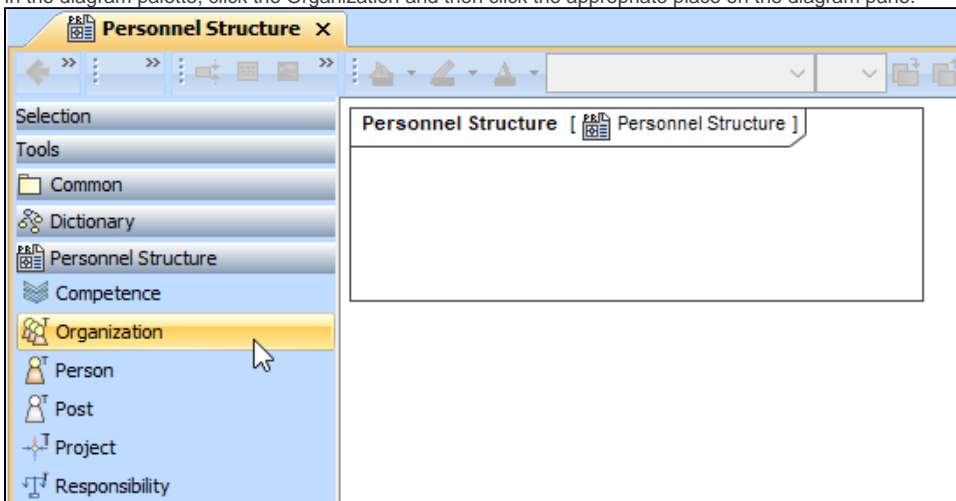 In the diagram palette, click the Organization and then click the appropriate place on the diagram pane.
Personnel Structure X
Selection
Tools
Common
Dictionary
Personnel Structure
Competence
Organization
Person
Post
Project
Responsibility
Personnel Structure [ Personnel Structure ]